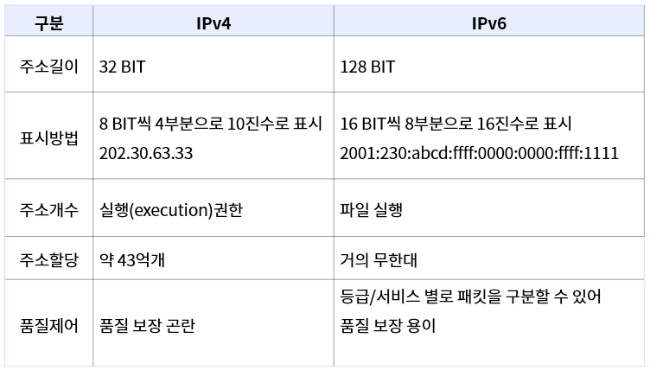 구분 IPv4 IPv6
주소길이 32 BIT 128 BIT
표시방법 8 BIT씩 4부분으로 10진수로 표시 16 BIT씩 8부분으로 16진수로 표시
202.30.63.33 2001:230:abcd:ffff:0000:0000:ffff:1111
주소개수 실행(execution)권한 파일 실행
주소할당 약 43억개 거의 무한대
등급/서비스 별로 패킷을 구분할 수 있어
품질제어 품질 보장 곤란 품질 보장 용이